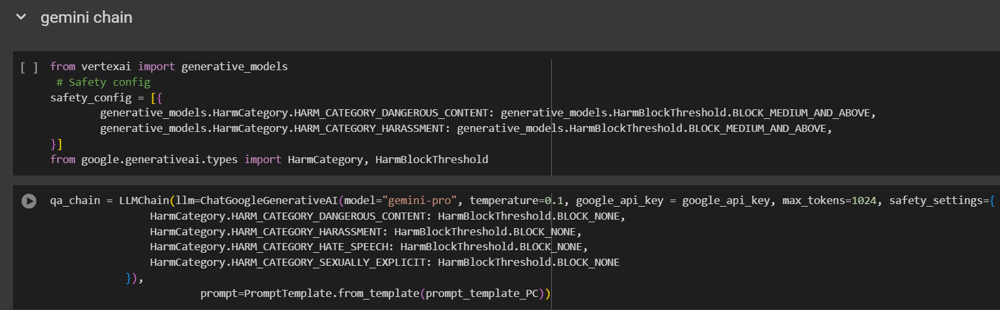 gemini chain
[ ] from vertexai import generative_models
# Safety config
safety_config = [{
generative_models.HarmCategory.HARM_CATEGORY_DANGEROUS_CONTENT: generative_models.HarmBlockThreshold.BLOCK_MEDIUM_AND_ABOVE,
generative_models.HarmCategory.HARM_CATEGORY_HARASSMENT: generative_models.HarmBlockThreshold.BLOCK_MEDIUM_AND_ABOVE,
}]
from google.generativeai.types import HarmCategory, HarmBlockThreshold
qa_chain = LLMChain(llm=ChatGoogleGenerativeAI(model="gemini-pro", temperature=0.1, google_api_key = google_api_key, max_tokens=1024, safety_settings={
HarmCategory.HARM_CATEGORY_DANGEROUS_CONTENT: HarmBlockThreshold.BLOCK_NONE,
HarmCategory.HARM_CATEGORY_HARASSMENT: HarmBlockThreshold.BLOCK_NONE,
HarmCategory.HARM_CATEGORY_HATE_SPEECH: HarmBlockThreshold.BLOCK_NONE,
HarmCategory.HARM_CATEGORY_SEXUALLY_EXPLICIT: HarmBlockThreshold.BLOCK_NONE
}),
prompt=PromptTemplate.from_template(prompt_template_PC))